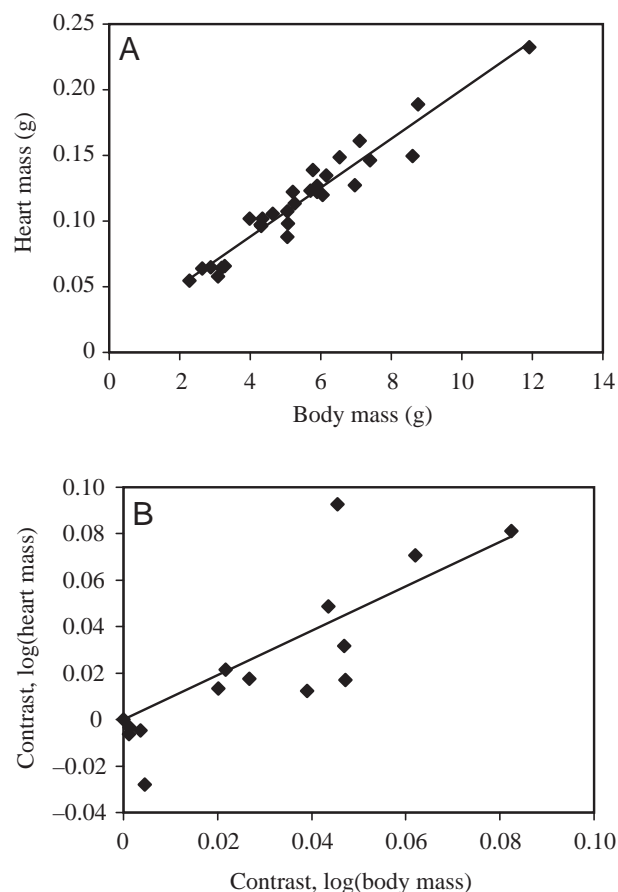 A
0.25
0.20
0.15
0.10
0.05
0
0 2 4 6 8 10 12 14
Heart mass (g)
Body mass (g)
B
0.10
0.08
0.06
0.04
0.02
0
–0.02
–0.04
0 0.02 0.04 0.06 0.08 0.10
Contrast, log(heart mass)
Contrast, log(body mass)